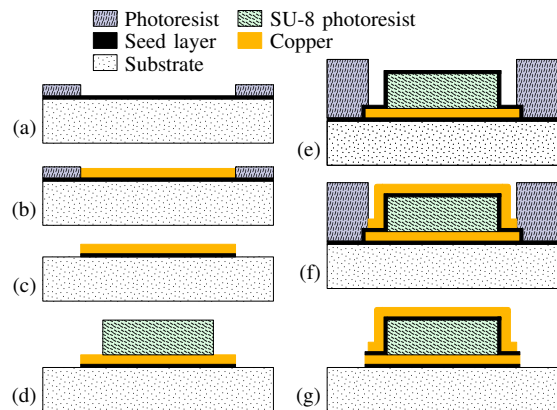 Photoresist SU-8 photoresist
Seed layer Copper
Substrate
(a)
(b)
(c)
(d)
(e)
(f)
(g)